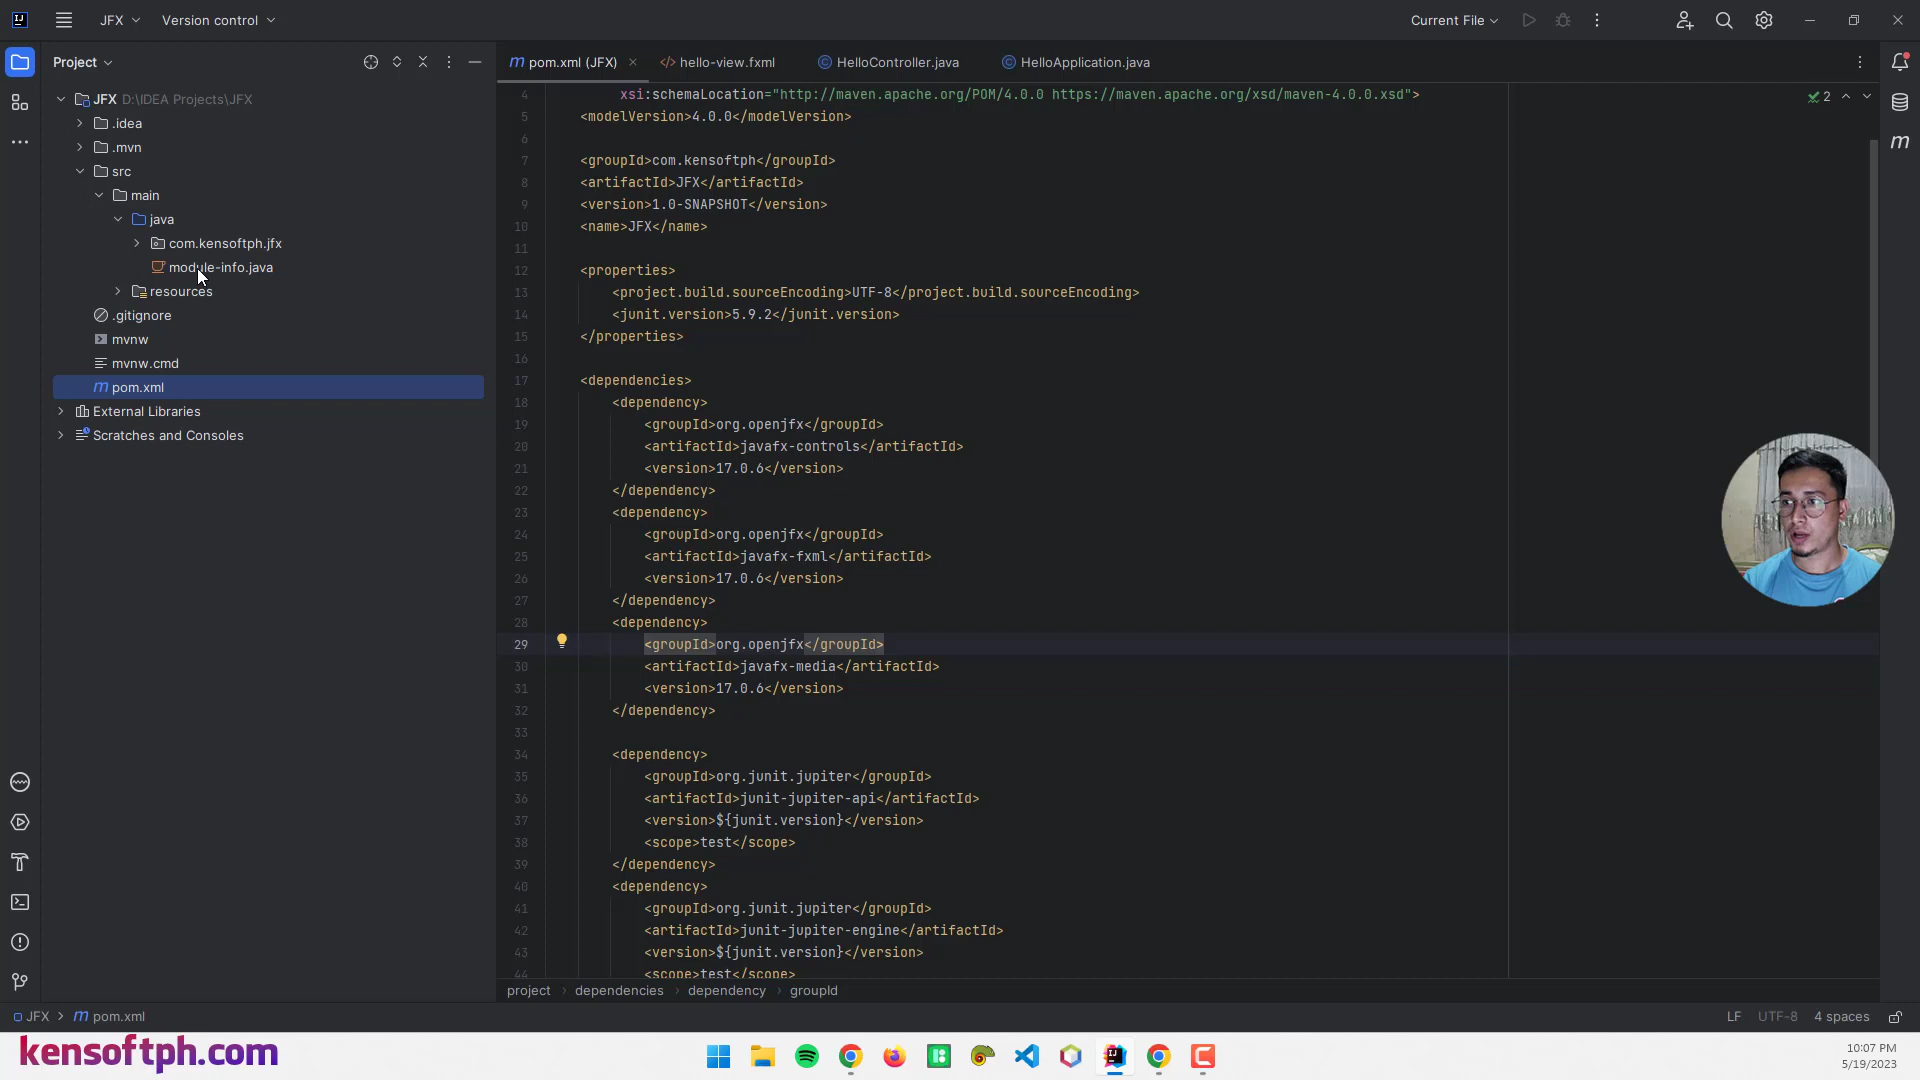 JFX
Version control
Current File
Project
pom.xml (JFX)
hello-view.fxml
HelloController.java
HelloApplication.java
JFX D:\IDEA Projects\JFX
.idea
.mvn
src
main
java
com.kensoftph.jfx
module-info.java
resources
.gitignore
mvnw
mvnw.cmd
pom.xml
External Libraries
Scratches and Consoles
2
4 xsi:schemaLocation="http://maven.apache.org/POM/4.0.0 https://maven.apache.org/xsd/maven-4.0.0.xsd">
5 <modelVersion>4.0.0</modelVersion>
6
7 <groupId>com.kensoftph</groupId>
8 <artifactId>JFX</artifactId>
9 <version>1.0-SNAPSHOT</version>
10 <name>JFX</name>
11
12 <properties>
13 <project.build.sourceEncoding>UTF-8</project.build.sourceEncoding>
14 <junit.version>5.9.2</junit.version>
15 </properties>
16
17 <dependencies>
18 <dependency>
19 <groupId>org.openjfx</groupId>
20 <artifactId>javafx-controls</artifactId>
21 <version>17.0.6</version>
22 </dependency>
23 <dependency>
24 <groupId>org.openjfx</groupId>
25 <artifactId>javafx-fxml</artifactId>
26 <version>17.0.6</version>
27 </dependency>
28 <dependency>
29 <groupId>org.openjfx</groupId>
30 <artifactId>javafx-media</artifactId>
31 <version>17.0.6</version>
32 </dependency>
33
34 <dependency>
35 <groupId>org.junit.jupiter</groupId>
36 <artifactId>junit-jupiter-api</artifactId>
37 <version>${junit.version}</version>
38 <scope>test</scope>
39 </dependency>
40 <dependency>
41 <groupId>org.junit.jupiter</groupId>
42 <artifactId>junit-jupiter-engine</artifactId>
43 <version>${junit.version}</version>
44 <scope>test</scope>
project > dependencies > dependency > groupId
JFX > pom.xml
LF UTF-8 4 spaces
kensoftph.com
10:07 PM
5/19/2023